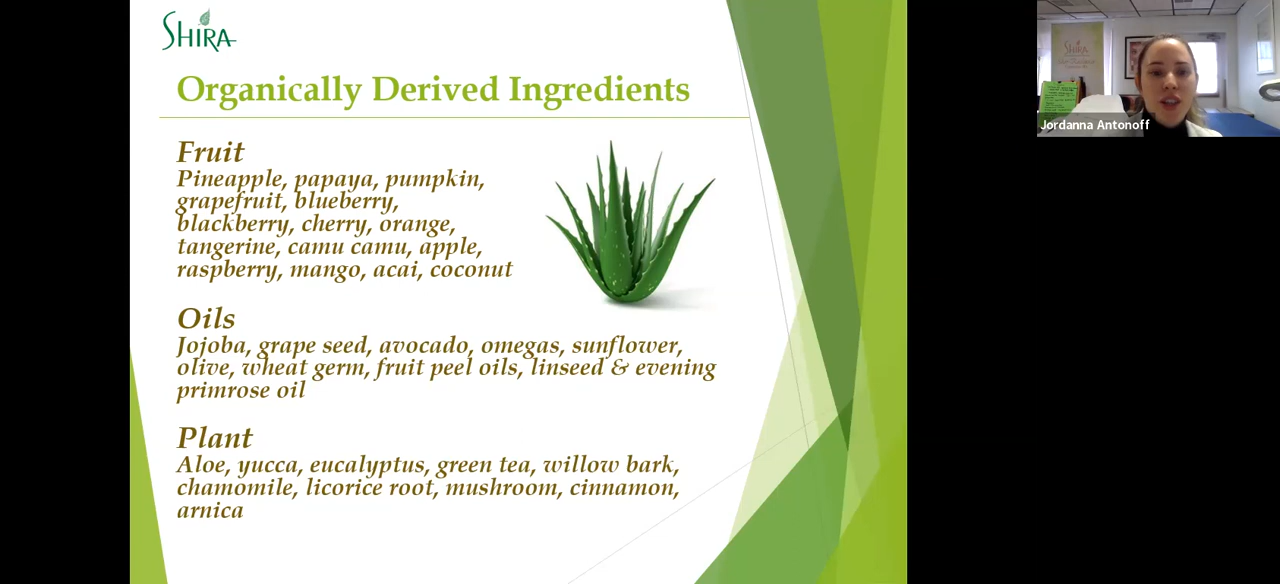 SHIRA
Organically Derived Ingredients
Fruit
Pineapple, papaya, pumpkin,
grapefruit, blueberry,
blackberry, cherry, orange,
tangerine, camu camu, apple,
raspberry, mango, acai, coconut
Oils
Jojoba, grape seed, avocado, omegas, sunflower,
olive, wheat germ, fruit peel oils, linseed & evening
primrose oil
Plant
Aloe, yucca, eucalyptus, green tea, willow bark,
chamomile, licorice root, mushroom, cinnamon,
arnica
Shira
Jordanna Antonoff